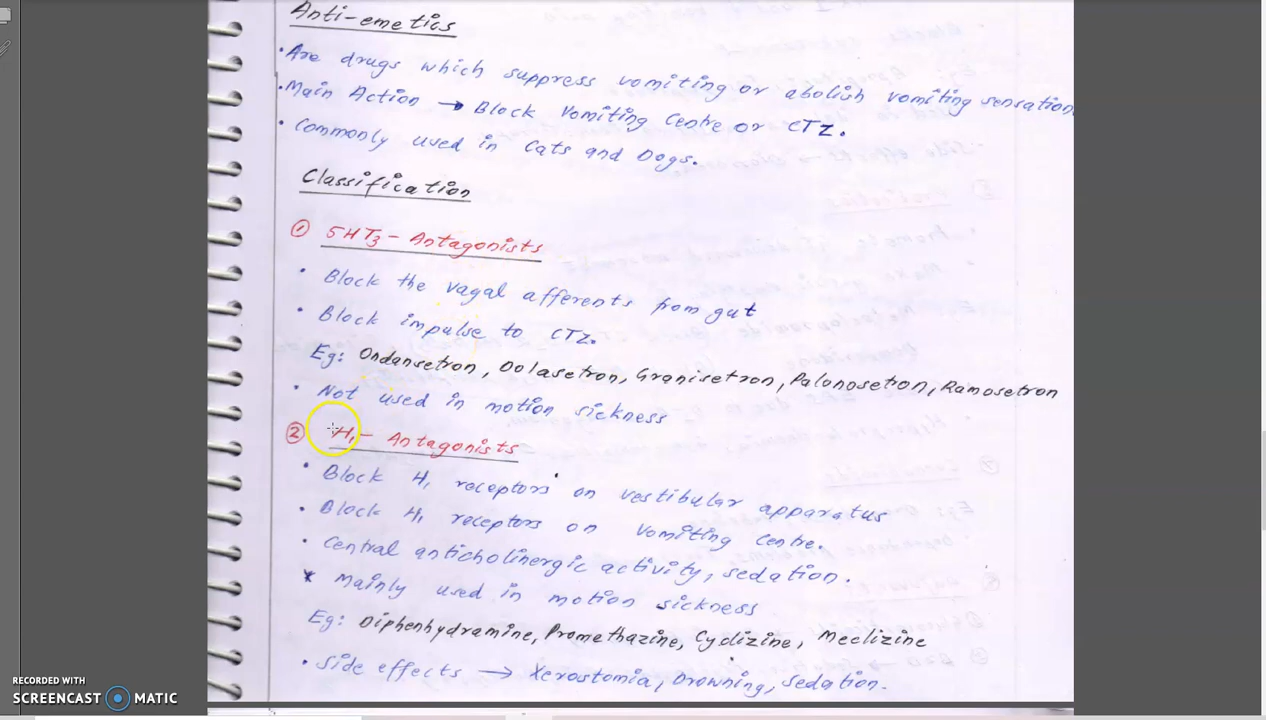 Anti-emetics
• Are drugs which suppress vomiting or abolish vomiting sensation
• Main Action → Block Vomiting Centre or CTZ.
• Commonly used in Cats and Dogs.
Classification
① 5HT3 - Antagonists
• Block the vagal afferents from gut
• Block impulse to CTZ.
Eg: Ondansetron, Dolasetron, Granisetron, Palonosetron, Ramosetron
• Not used in motion sickness
② H1 - Antagonists
• Block H1 receptors on vestibular apparatus
• Block H1 receptors on Vomiting Centre.
• Central anticholinergic activity, sedation.
* Mainly used in motion sickness
Eg: Diphenhydramine, Promethazine, Cyclizine, Meclizine
• Side effects → Xerostomia, Drowning, Sedation.
RECORDED WITH
SCREENCAST MATIC